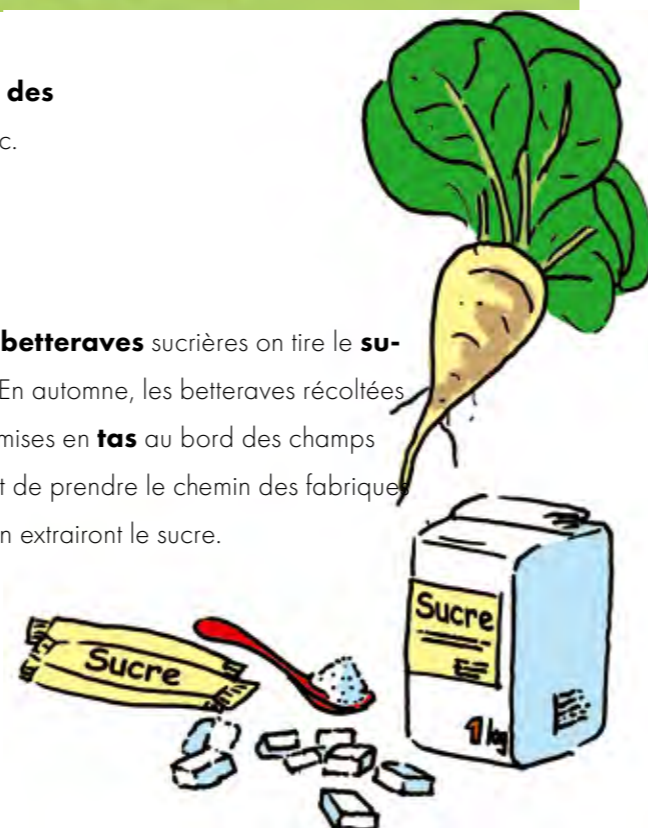 des
c.
betteraves sucrières on tire le su-
En automne, les betteraves récoltées
mises en tas au bord des champs
t de prendre le chemin des fabriques
n extrairont le sucre.
Sucre
Sucre
1 kg